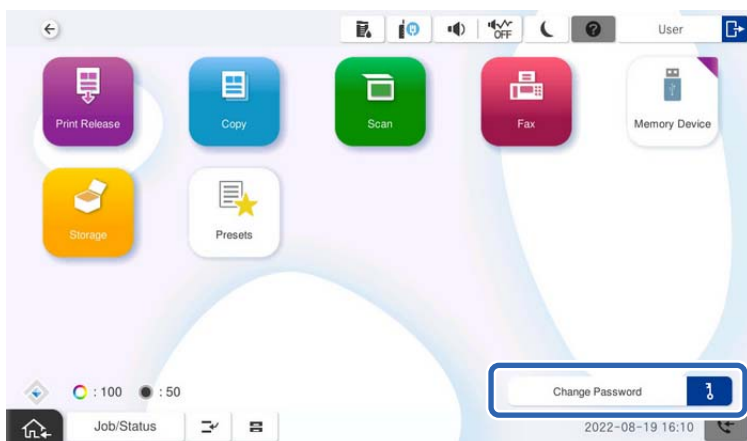 OFF
User
Print Release
Copy
Scan
Fax
Memory Device
Storage
Presets
: 100
: 50
Change Password
Job/Status
2022-08-19 16:10